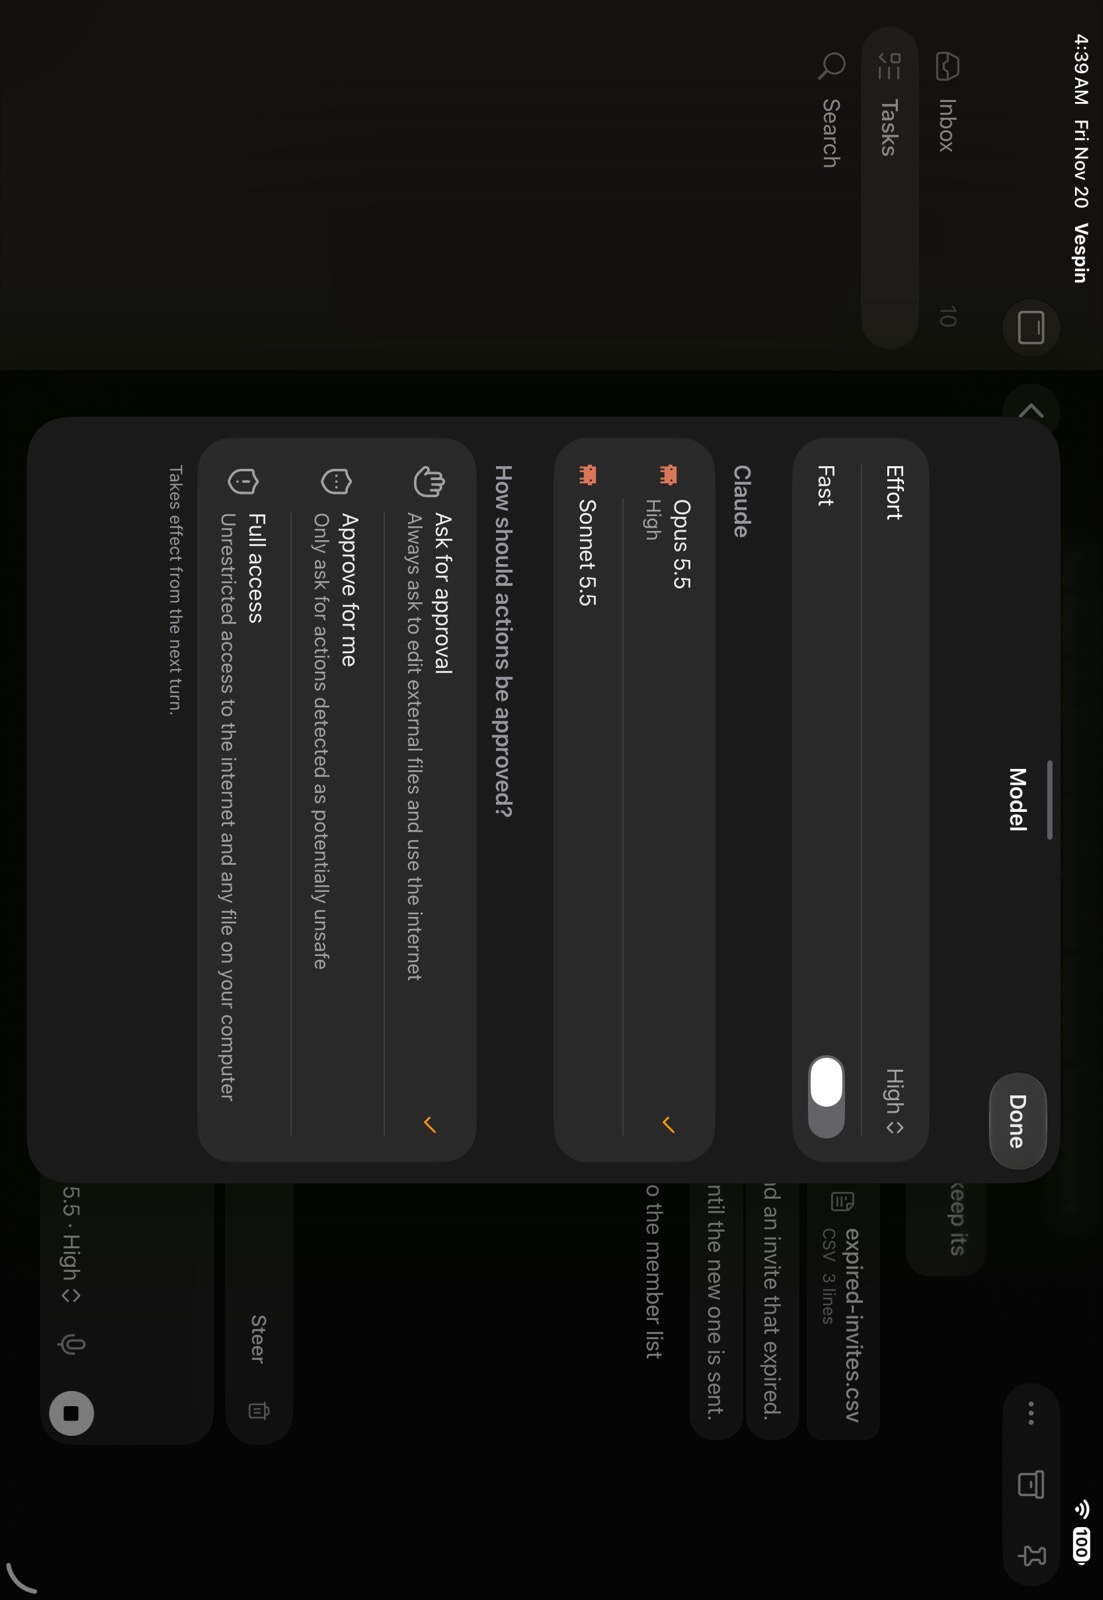 4:39 AM Fri Nov 20 Vespin
100
Model
Done
Inbox 10
Tasks
Search
keep its
Effort High
Fast
expired-invites.csv
CSV 3 lines
nd an invite that expired.
Claude
Opus 5.5
High
ntil the new one is sent.
o the member list
Sonnet 5.5
How should actions be approved?
Ask for approval
Always ask to edit external files and use the internet
Approve for me
Only ask for actions detected as potentially unsafe
Full access
Unrestricted access to the internet and any file on your computer
Steer
Takes effect from the next turn.
5.5 · High